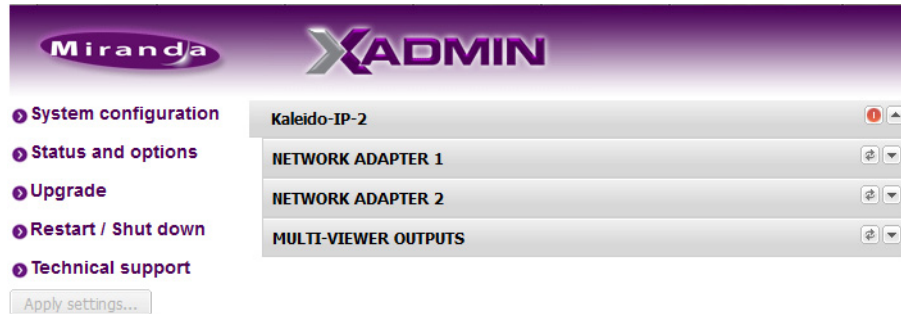 Miranda
XADMIN
System configuration
Status and options
Upgrade
Restart / Shut down
Technical support
Apply settings...
Kaleido-IP-2
NETWORK ADAPTER 1
NETWORK ADAPTER 2
MULTI-VIEWER OUTPUTS